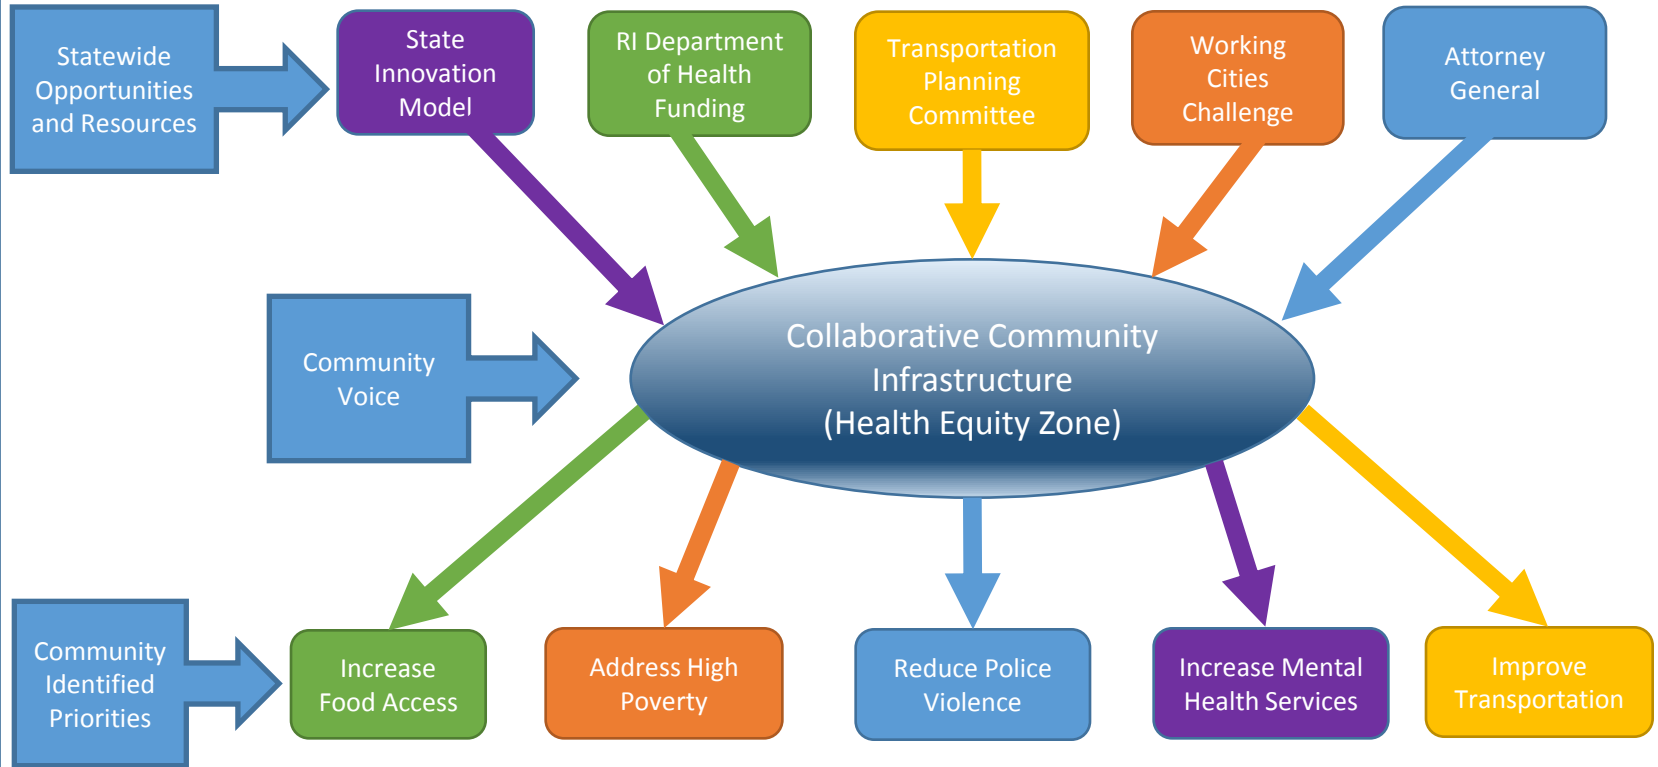 Statewide
Opportunities
and Resources
State
Innovation
Model
RI Department
of Health
Funding
Transportation
Planning
Committee
Working
Cities
Challenge
Attorney
General
Community
Voice
Collaborative Community
Infrastructure
(Health Equity Zone)
Community
Identified
Priorities
Increase
Food Access
Address High
Poverty
Reduce Police
Violence
Increase Mental
Health Services
Improve
Transportation